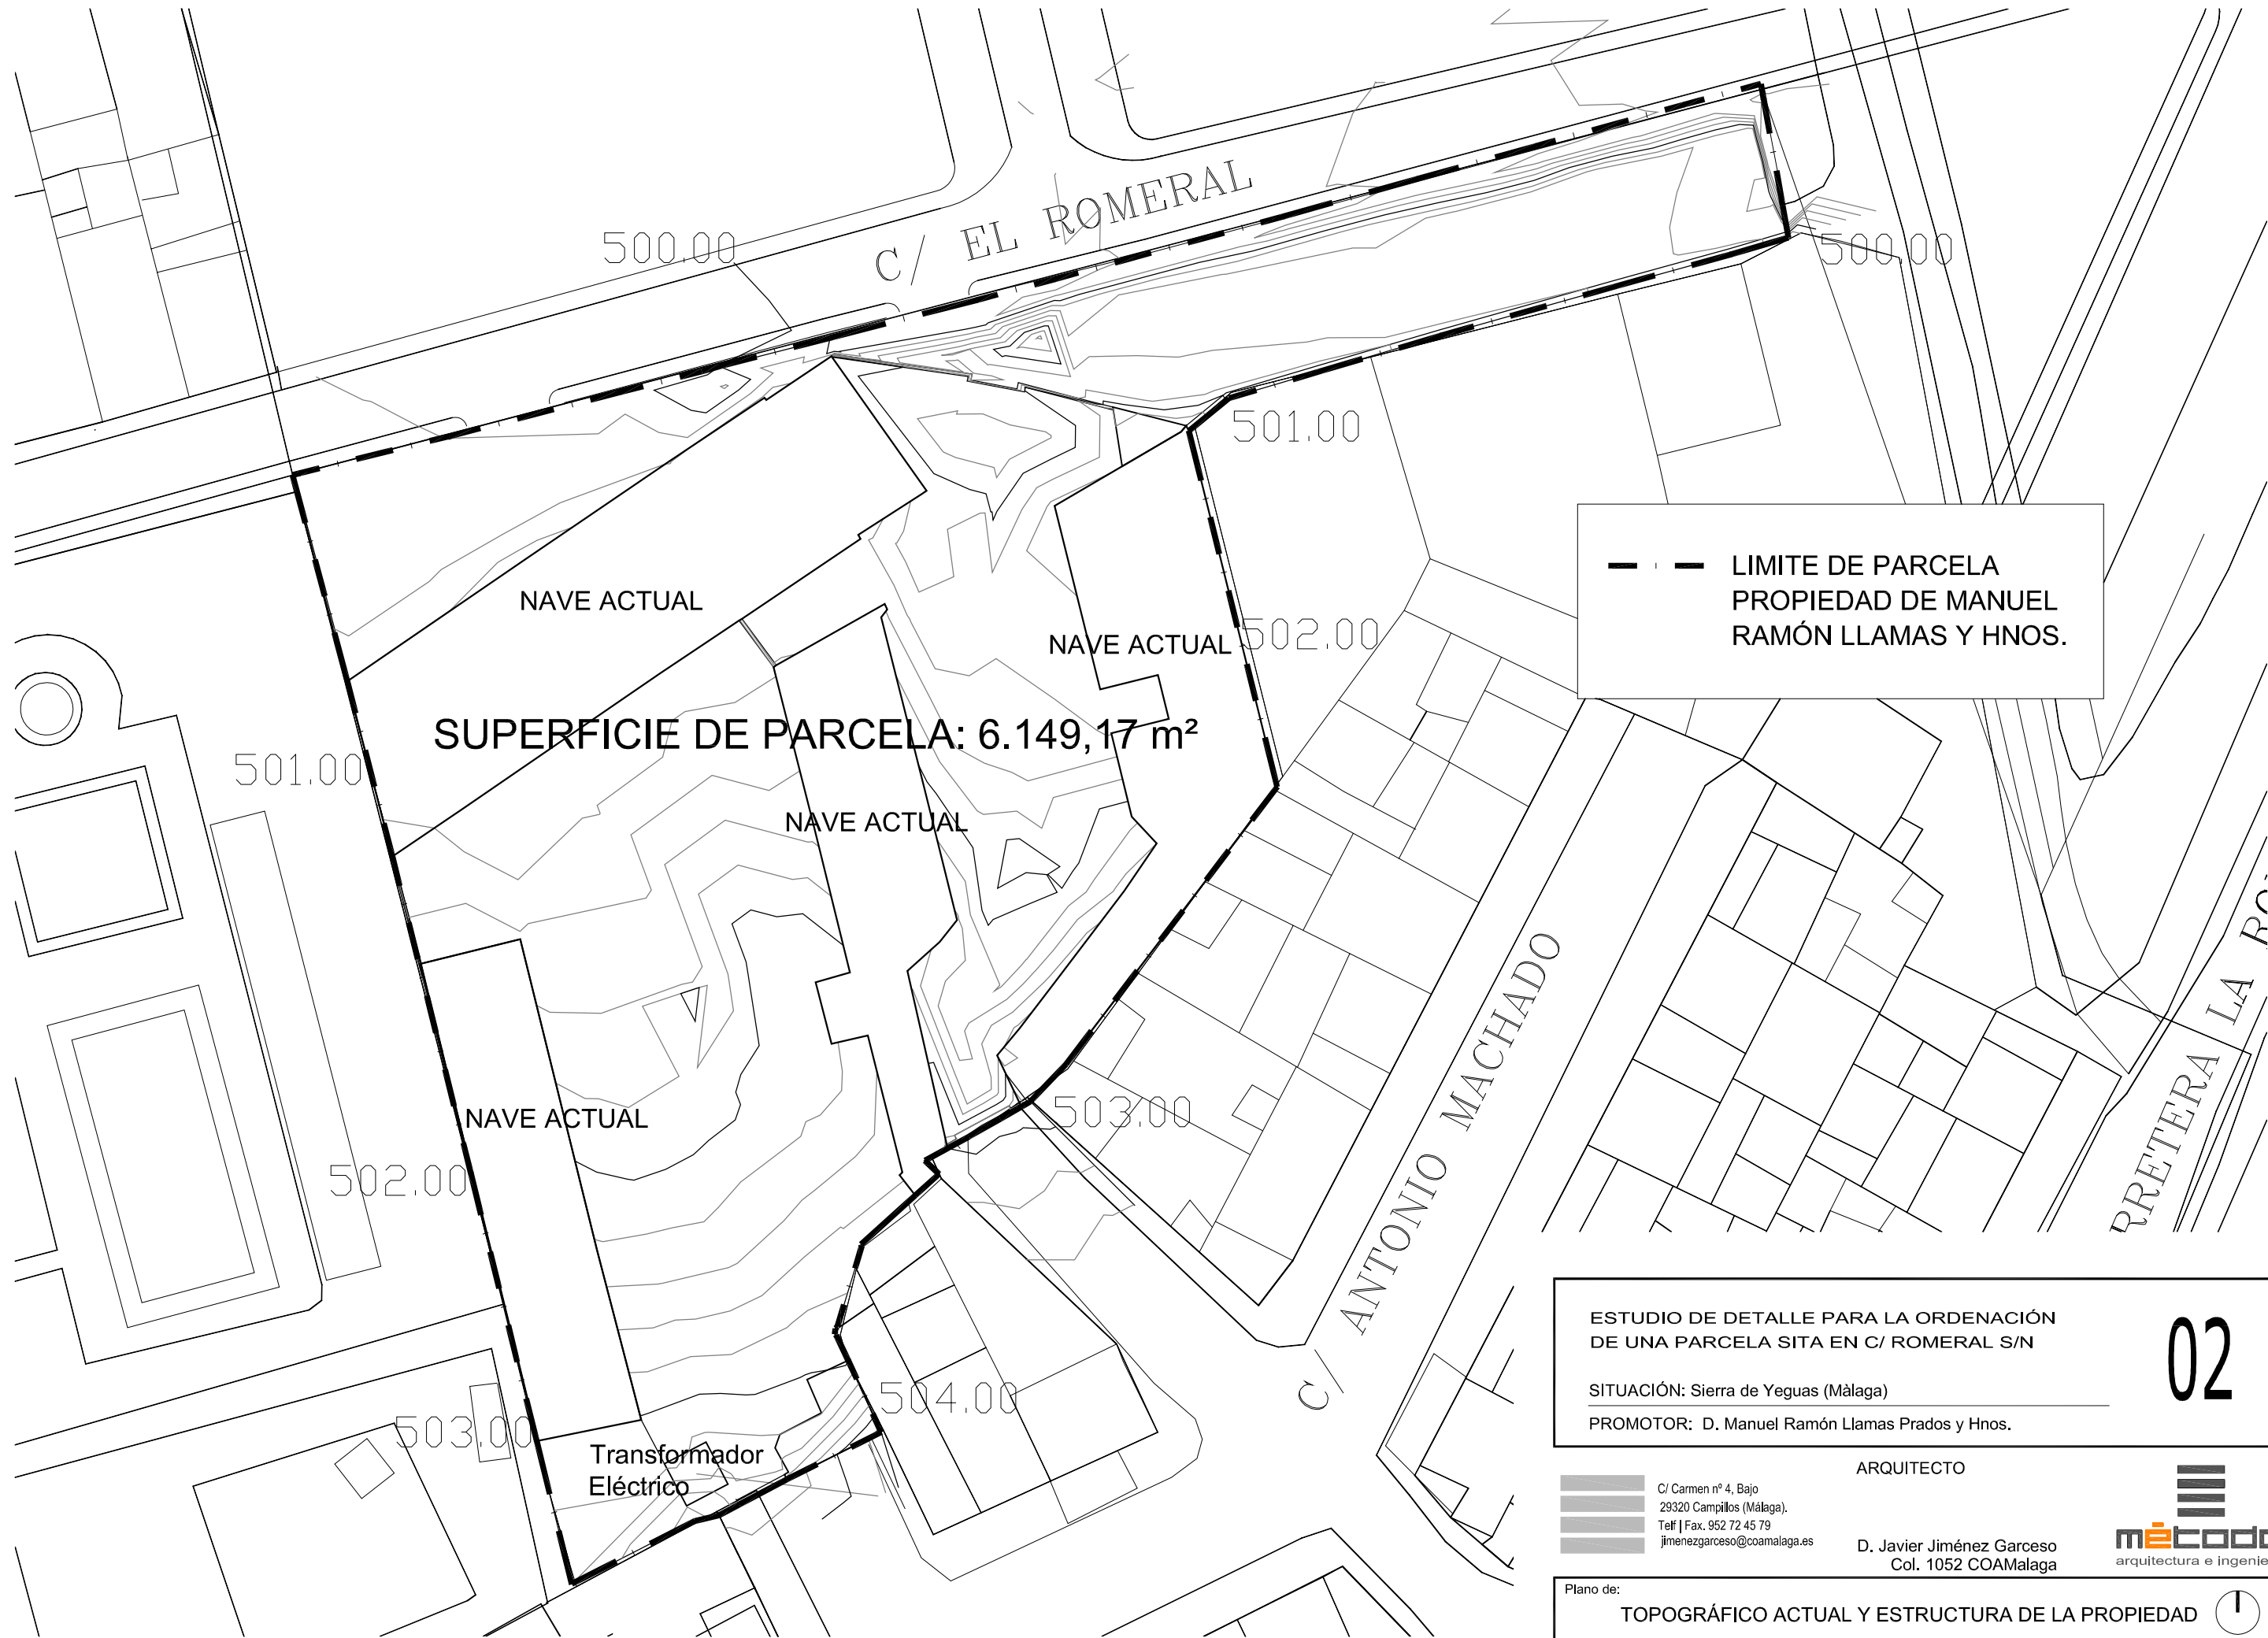 C/ EL ROMERAL
500.00
500.00
501.00
LIMITE DE PARCELA
PROPIEDAD DE MANUEL
RAMÓN LLAMAS Y HNOS.
NAVE ACTUAL
NAVE ACTUAL
502.00
SUPERFICIE DE PARCELA: 6.149,17 m²
501.00
NAVE ACTUAL
NAVE ACTUAL
503.00
502.00
C/ ANTONIO MACHADO
RRETERA LA RO
504.00
503.00
Transformador
Eléctrico
ESTUDIO DE DETALLE PARA LA ORDENACIÓN
DE UNA PARCELA SITA EN C/ ROMERAL S/N
02
SITUACIÓN: Sierra de Yeguas (Màlaga)
PROMOTOR: D. Manuel Ramón Llamas Prados y Hnos.
ARQUITECTO
C/ Carmen nº 4, Bajo
29320 Campillos (Málaga).
Telf | Fax. 952 72 45 79
jimenezgarceso@coamalaga.es
D. Javier Jiménez Garceso
Col. 1052 COAMalaga
método
arquitectura e ingenie
Plano de:
TOPOGRÁFICO ACTUAL Y ESTRUCTURA DE LA PROPIEDAD